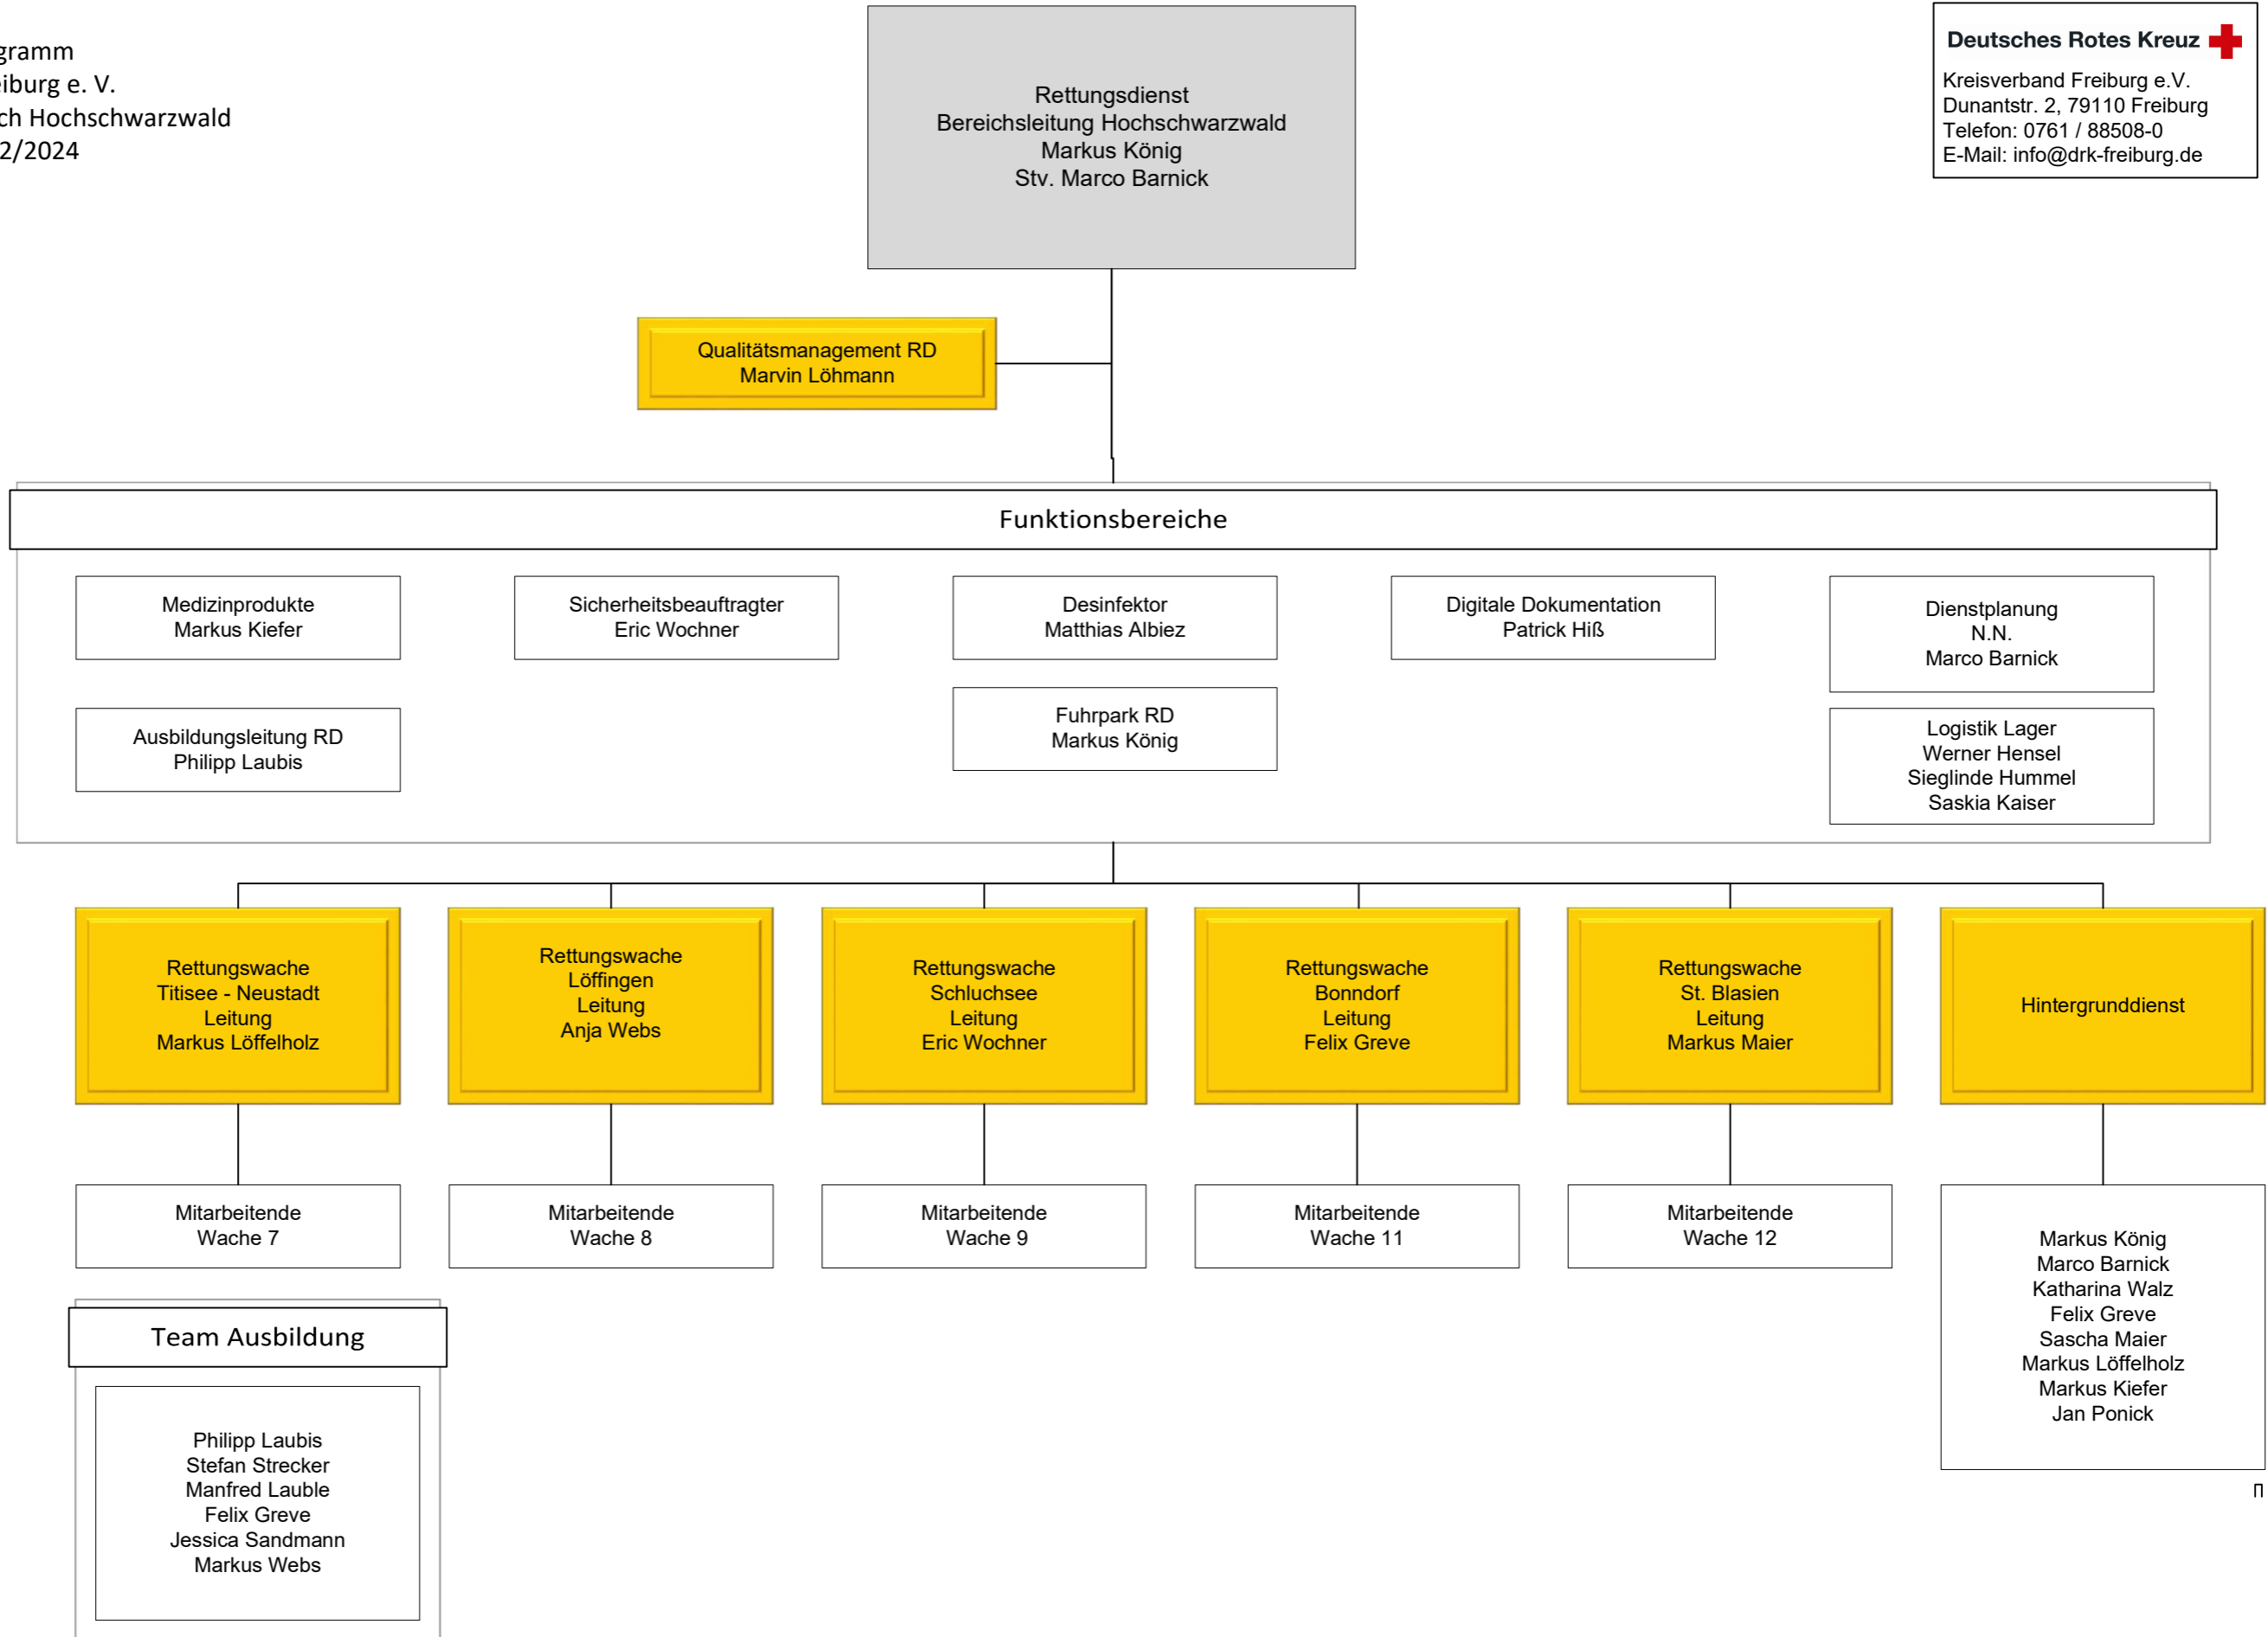 gramm
eiburg e. V.
ch Hochschwarzwald
2/2024
Rettungsdienst
Bereichsleitung Hochschwarzwald
Markus König
Stv. Marco Barnick
Deutsches Rotes Kreuz
Kreisverband Freiburg e.V.
Dunantstr. 2, 79110 Freiburg
Telefon: 0761 / 88508-0
E-Mail: info@drk-freiburg.de
Qualitätsmanagement RD
Marvin Löhmann
Funktionsbereiche
Medizinprodukte
Markus Kiefer
Sicherheitsbeauftragter
Eric Wochner
Desinfektor
Matthias Albiez
Digitale Dokumentation
Patrick Hiß
Dienstplanung
N.N.
Marco Barnick
Ausbildungsleitung RD
Philipp Laubis
Fuhrpark RD
Markus König
Logistik Lager
Werner Hensel
Sieglinde Hummel
Saskia Kaiser
Rettungswache
Titisee - Neustadt
Leitung
Markus Löffelholz
Rettungswache
Löffingen
Leitung
Anja Webs
Rettungswache
Schluchsee
Leitung
Eric Wochner
Rettungswache
Bonndorf
Leitung
Felix Greve
Rettungswache
St. Blasien
Leitung
Markus Maier
Hintergrunddienst
Mitarbeitende
Wache 7
Mitarbeitende
Wache 8
Mitarbeitende
Wache 9
Mitarbeitende
Wache 11
Mitarbeitende
Wache 12
Markus König
Marco Barnick
Katharina Walz
Felix Greve
Sascha Maier
Markus Löffelholz
Markus Kiefer
Jan Ponick
Team Ausbildung
Philipp Laubis
Stefan Strecker
Manfred Lauble
Felix Greve
Jessica Sandmann
Markus Webs